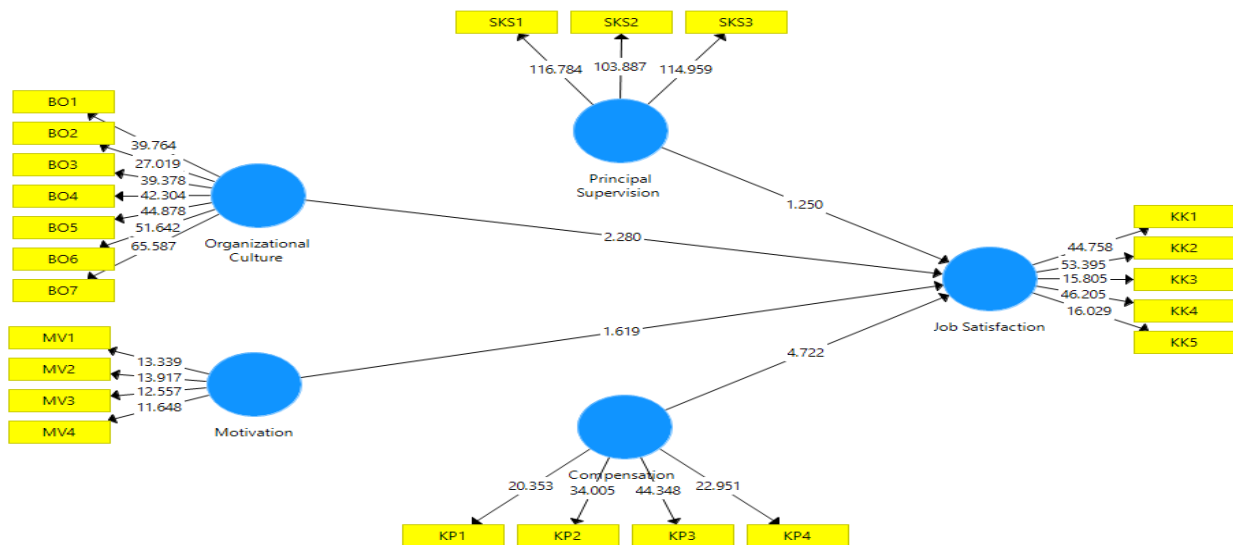 SKS1
SKS2
SKS3
116.784
103.887
114.959
Principal
Supervision
BO1
BO2
BO3
BO4
BO5
BO6
BO7
39.764
27.019
39.378
42.304
44.878
51.642
65.587
Organizational
Culture
1.250
2.280
1.619
4.722
KK1
KK2
KK3
KK4
KK5
44.758
53.395
15.805
46.205
16.029
Job Satisfaction
MV1
MV2
MV3
MV4
13.339
13.917
12.557
11.648
Motivation
Compensation
20.353
34.005
44.348
22.951
KP1
KP2
KP3
KP4